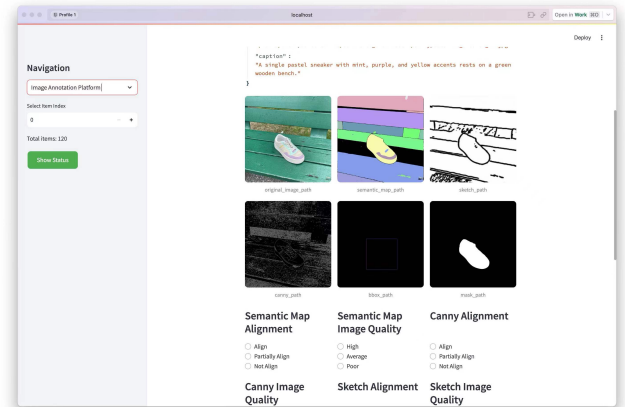 Profile 1
localhost
Open in Work ⌘O
Deploy
Navigation
Image Annotation Platform
Select Item Index
0
- +
Total items: 120
Show Status
"caption" :
"A single pastel sneaker with mint, purple, and yellow accents rests on a green
wooden bench."
}
original_image_path
semantic_map_path
sketch_path
canny_path
bbox_path
mask_path
Semantic Map
Alignment
Align
Partially Align
Not Align
Semantic Map
Image Quality
High
Average
Poor
Canny Alignment
Align
Partially Align
Not Align
Canny Image
Quality
Sketch Alignment
Sketch Image
Quality